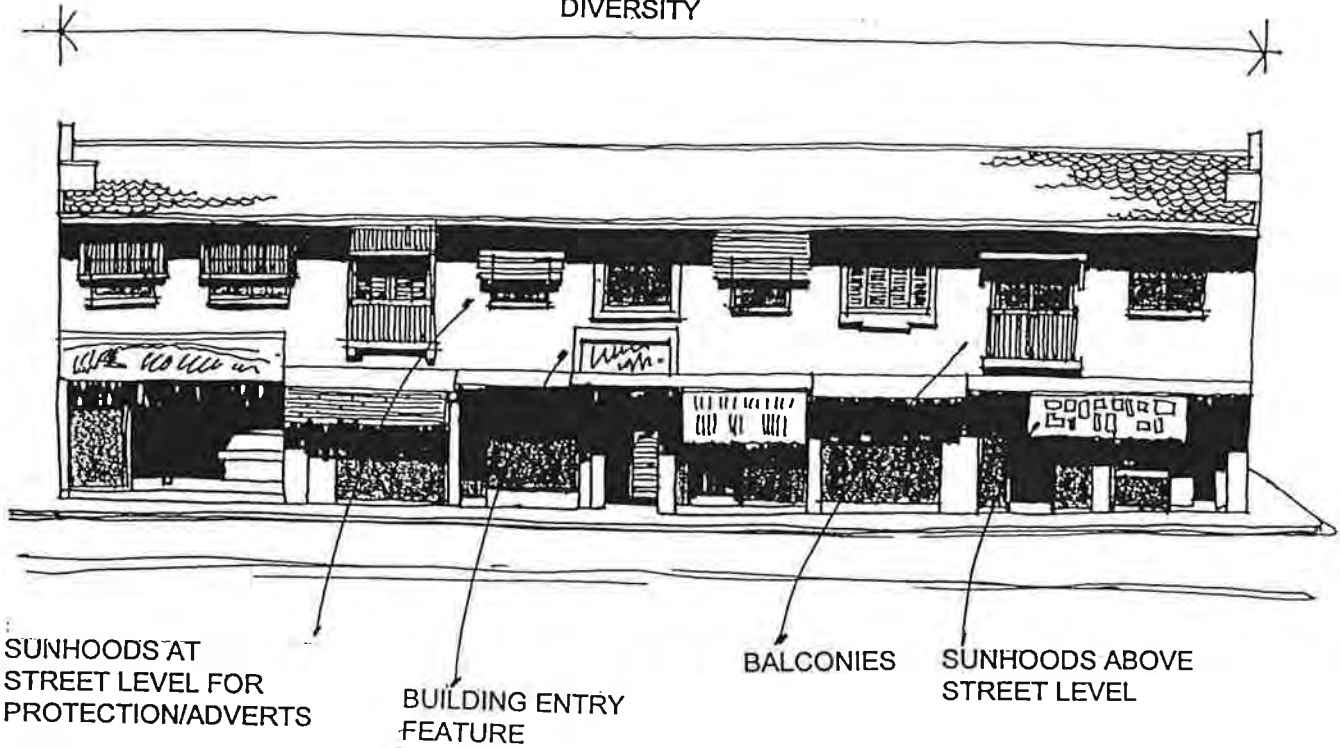 DIVERSITY
SUNHOODS AT
STREET LEVEL FOR
PROTECTION/ADVERTS
BUILDING ENTRY
FEATURE
BALCONIES
SUNHOODS ABOVE
STREET LEVEL